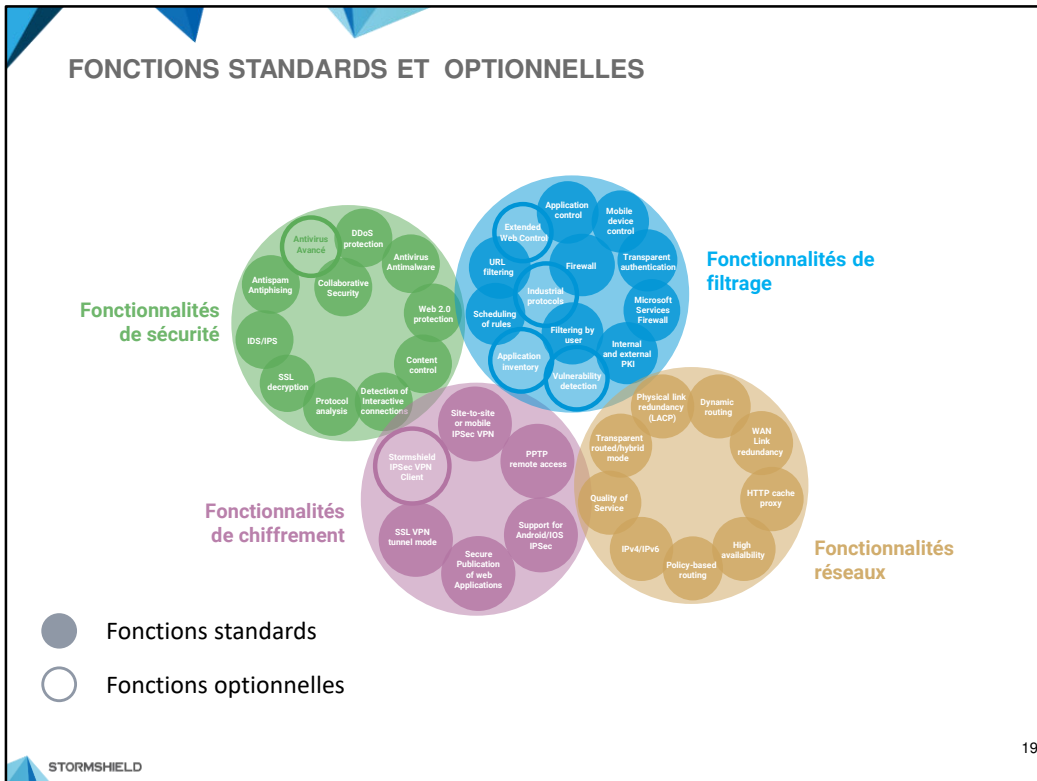 FONCTIONS STANDARDS ET OPTIONNELLES
Fonctionnalités
de sécurité
Antivirus
Avancé
DDoS
protection
Antivirus
Antimalware
Antispam
Antiphising
Collaborative
Security
Web 2.0
protection
IDS/IPS
Content
control
SSL
decryption
Protocol
analysis
Detection of
Interactive
connections
Fonctionnalités de
filtrage
Application
control
Mobile
device
control
Extended
Web Control
URL
filtering
Firewall
Transparent
authentication
Industrial
protocols
Microsoft
Services
Firewall
Scheduling
of rules
Filtering by
user
Internal
and external
PKI
Application
inventory
Vulnerability
detection
Fonctionnalités
de chiffrement
Site-to-site
or mobile
IPSec VPN
Stormshield
IPSec VPN
Client
PPTP
remote access
SSL VPN
tunnel mode
Support for
Android/IOS
IPSec
Secure
Publication
of web
Applications
Fonctionnalités
réseaux
Physical link
redundancy
(LACP)
Dynamic
routing
Transparent
routed/hybrid
mode
WAN
Link
redundancy
Quality of
Service
HTTP cache
proxy
IPv4/IPv6
High
availalbility
Policy-based
routing
Fonctions standards
Fonctions optionnelles
STORMSHIELD
19